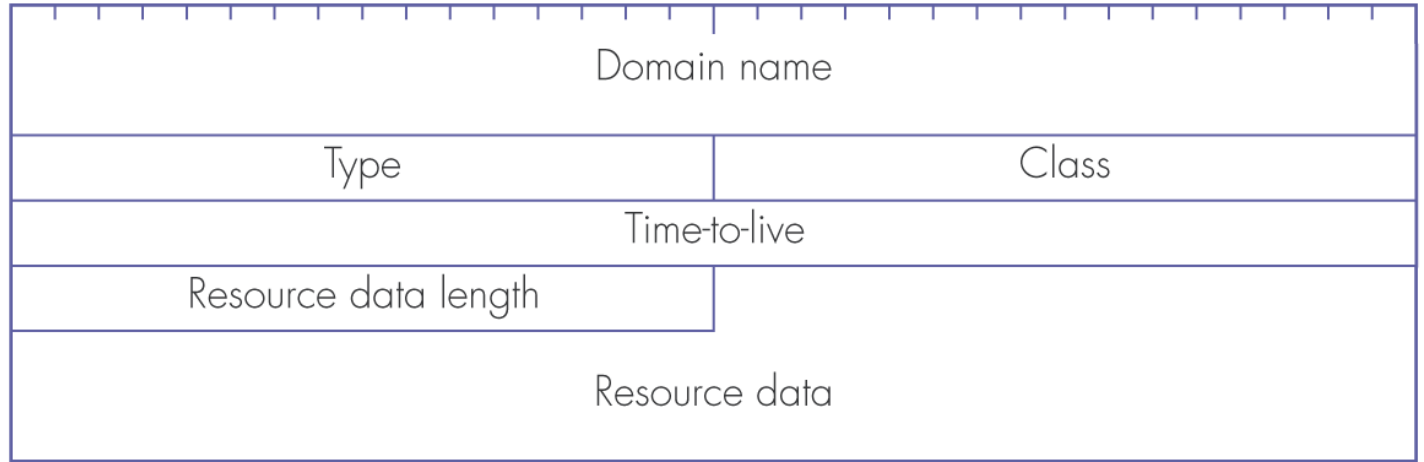 Domain name
Type Class
Time-to-live
Resource data length
Resource data